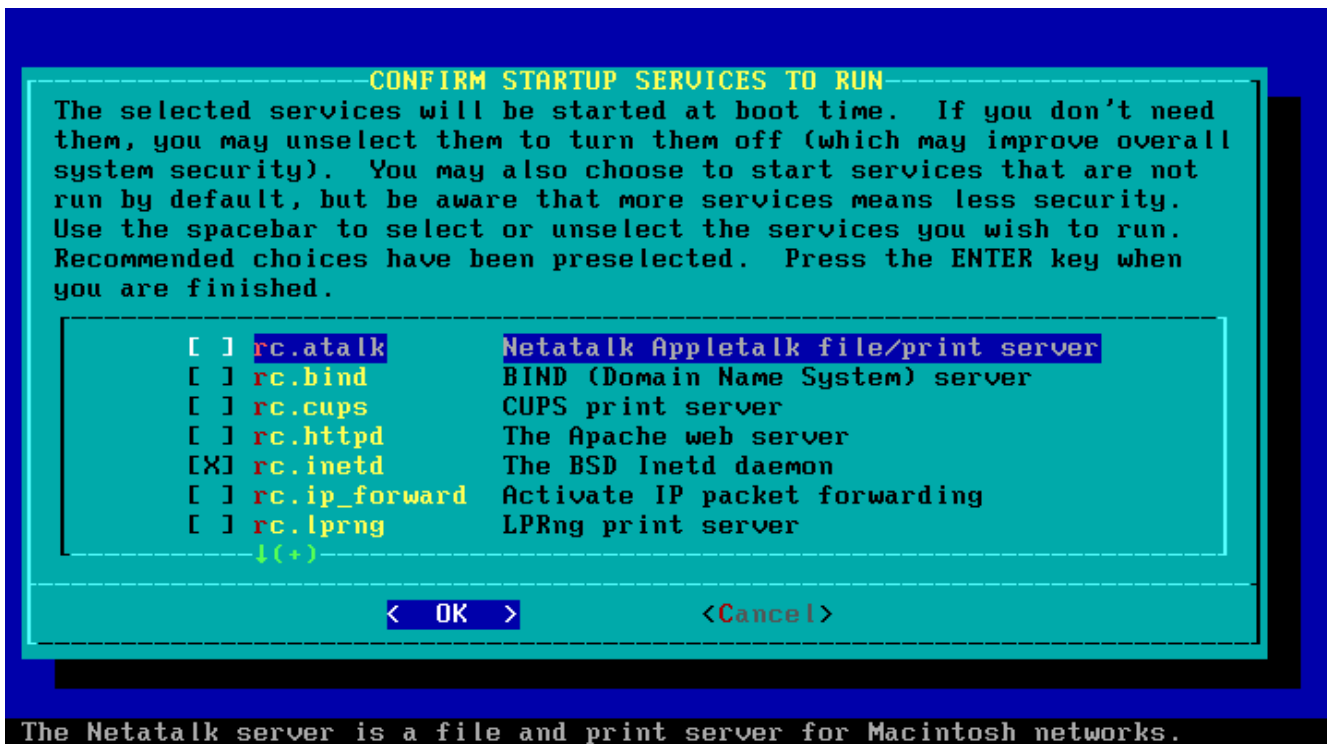 CONFIRM STARTUP SERVICES TO RUN
The selected services will be started at boot time.  If you don't need
them, you may unselect them to turn them off (which may improve overall
system security).  You may also choose to start services that are not
run by default, but be aware that more services means less security.
Use the spacebar to select or unselect the services you wish to run.
Recommended choices have been preselected.  Press the ENTER key when
you are finished.
[ ] rc.atalk Netatalk Appletalk file/print server
[ ] rc.bind BIND (Domain Name System) server
[ ] rc.cups CUPS print server
[ ] rc.httpd The Apache web server
[X] rc.inetd The BSD Inetd daemon
[ ] rc.ip_forward Activate IP packet forwarding
[ ] rc.lprng LPRng print server
↓(+)
< OK > <Cancel>
The Netatalk server is a file and print server for Macintosh networks.